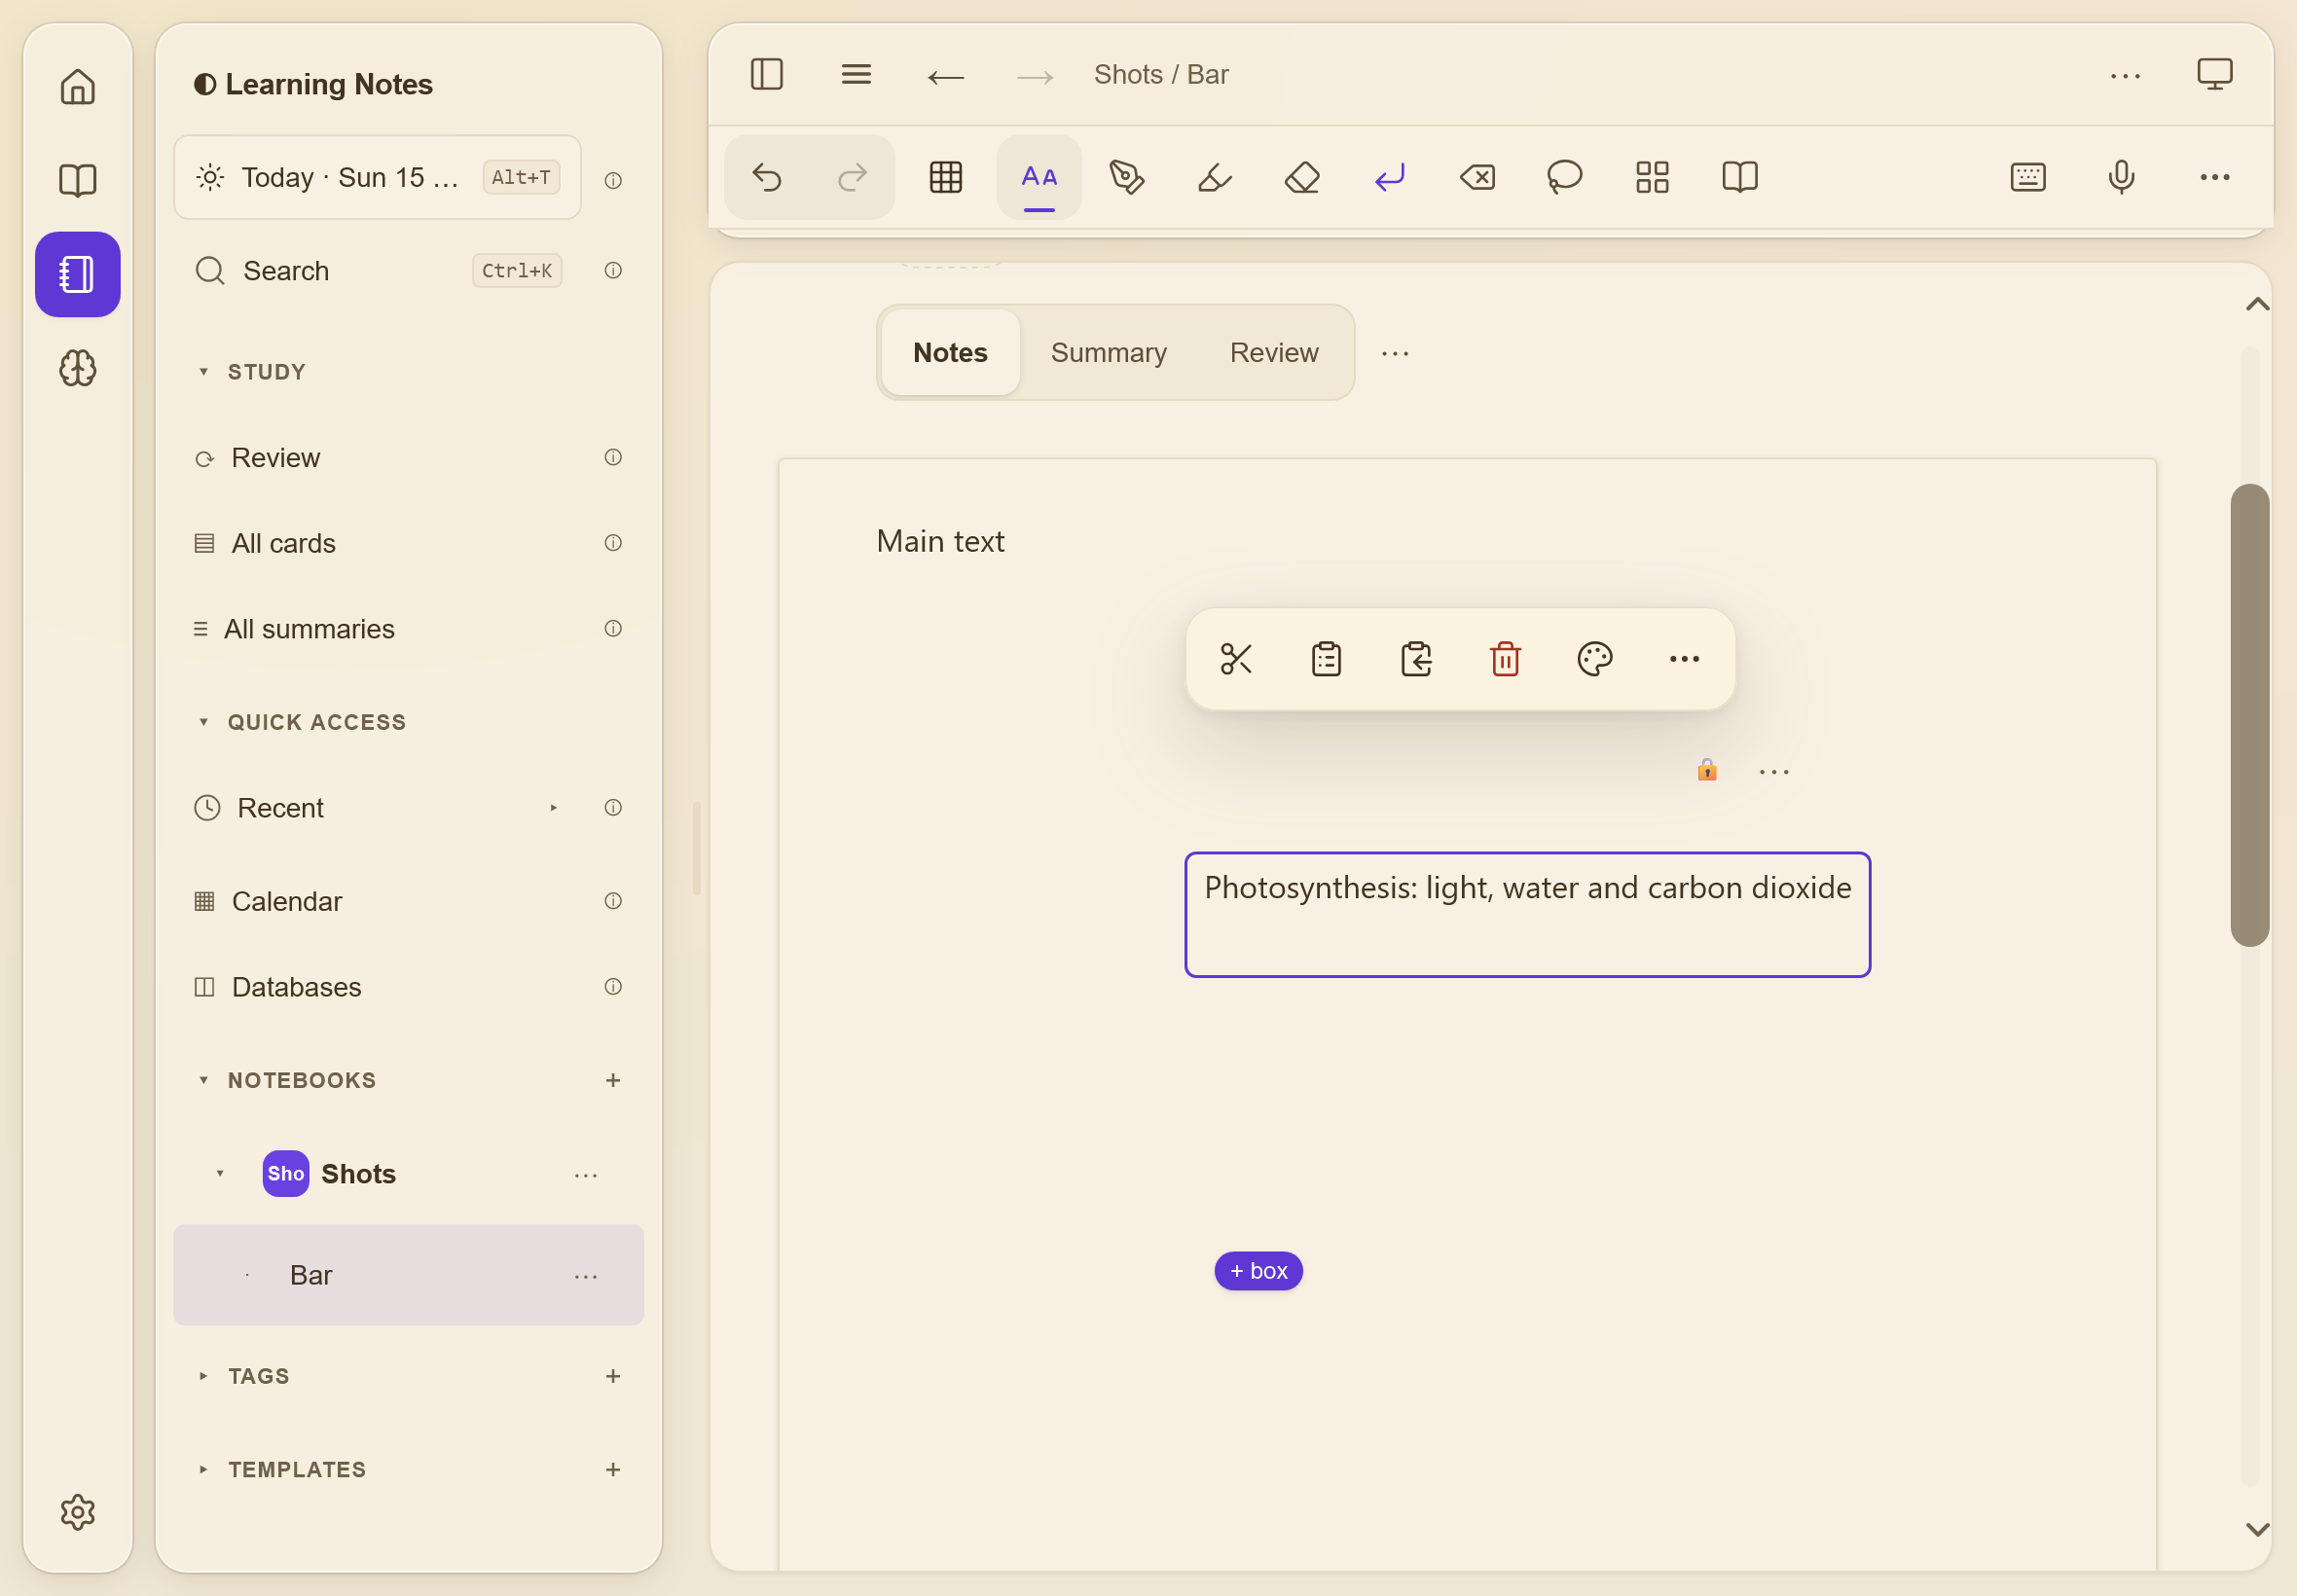 Learning Notes
Today · Sun 15 ... Alt+T
Search Ctrl+K
STUDY
Review
All cards
All summaries
QUICK ACCESS
Recent
Calendar
Databases
NOTEBOOKS +
Sho Shots ...
Bar ...
TAGS +
TEMPLATES +
Shots / Bar
AA
Notes Summary Review ...
Main text
Photosynthesis: light, water and carbon dioxide
+ box